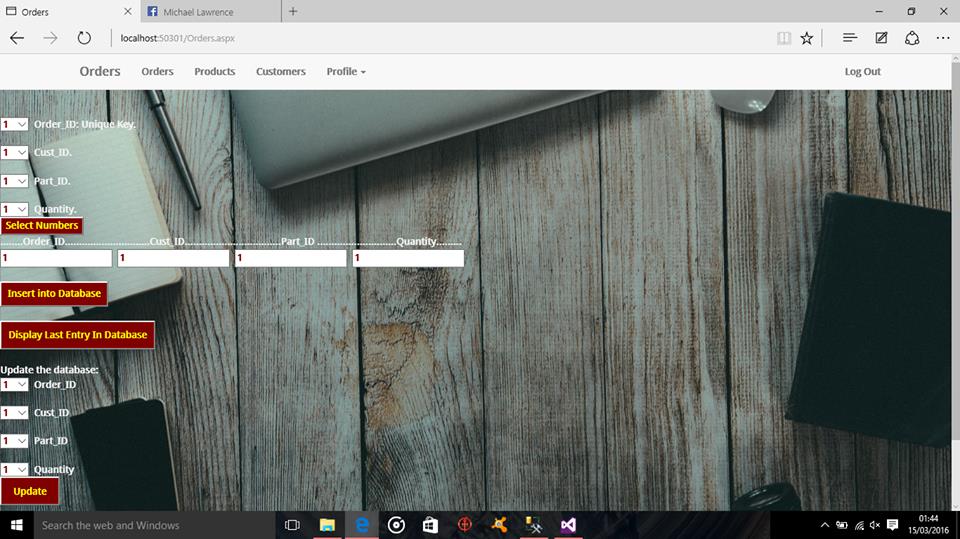 Orders
Michael Lawrence
localhost:50301/Orders.aspx
Orders Orders Products Customers Profile Log Out
1 Order_ID: Unique Key.
1 Cust_ID.
1 Part_ID.
1 Quantity.
Select Numbers
........Order_ID................................Cust_ID....................................Part_ID ..............................Quantity..........
1 1 1 1
Insert into Database
Display Last Entry In Database
Update the database:
1 Order_ID
1 Cust_ID
1 Part_ID
1 Quantity
Update
Search the web and Windows
01:44
15/03/2016